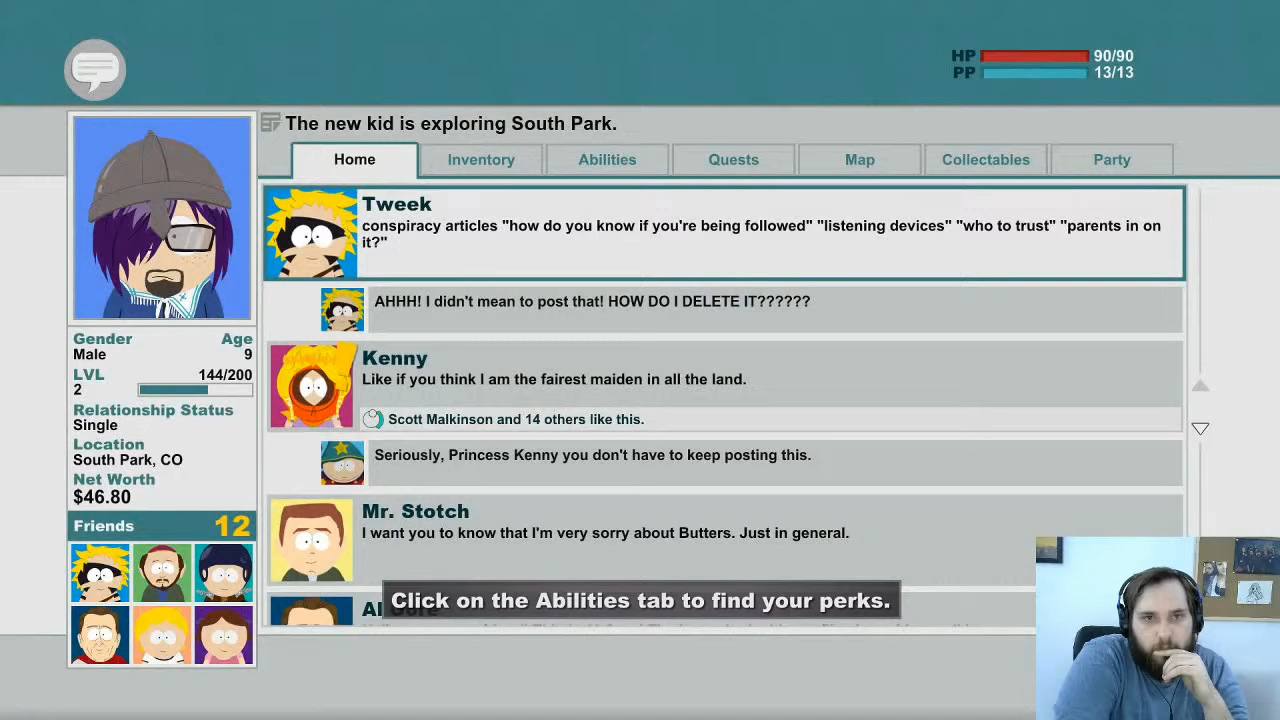 HP 90/90
PP 13/13
The new kid is exploring South Park.
Home Inventory Abilities Quests Map Collectables Party
Tweek
conspiracy articles "how do you know if you're being followed" "listening devices" "who to trust" "parents in on
it?"
AHHH! I didn't mean to post that! HOW DO I DELETE IT??????
Kenny
Like if you think I am the fairest maiden in all the land.
Scott Malkinson and 14 others like this.
Seriously, Princess Kenny you don't have to keep posting this.
Mr. Stotch
I want you to know that I'm very sorry about Butters. Just in general.
Click on the Abilities tab to find your perks.
Gender Age
Male 9
LVL 144/200
2
Relationship Status
Single
Location
South Park, CO
Net Worth
$46.80
Friends 12